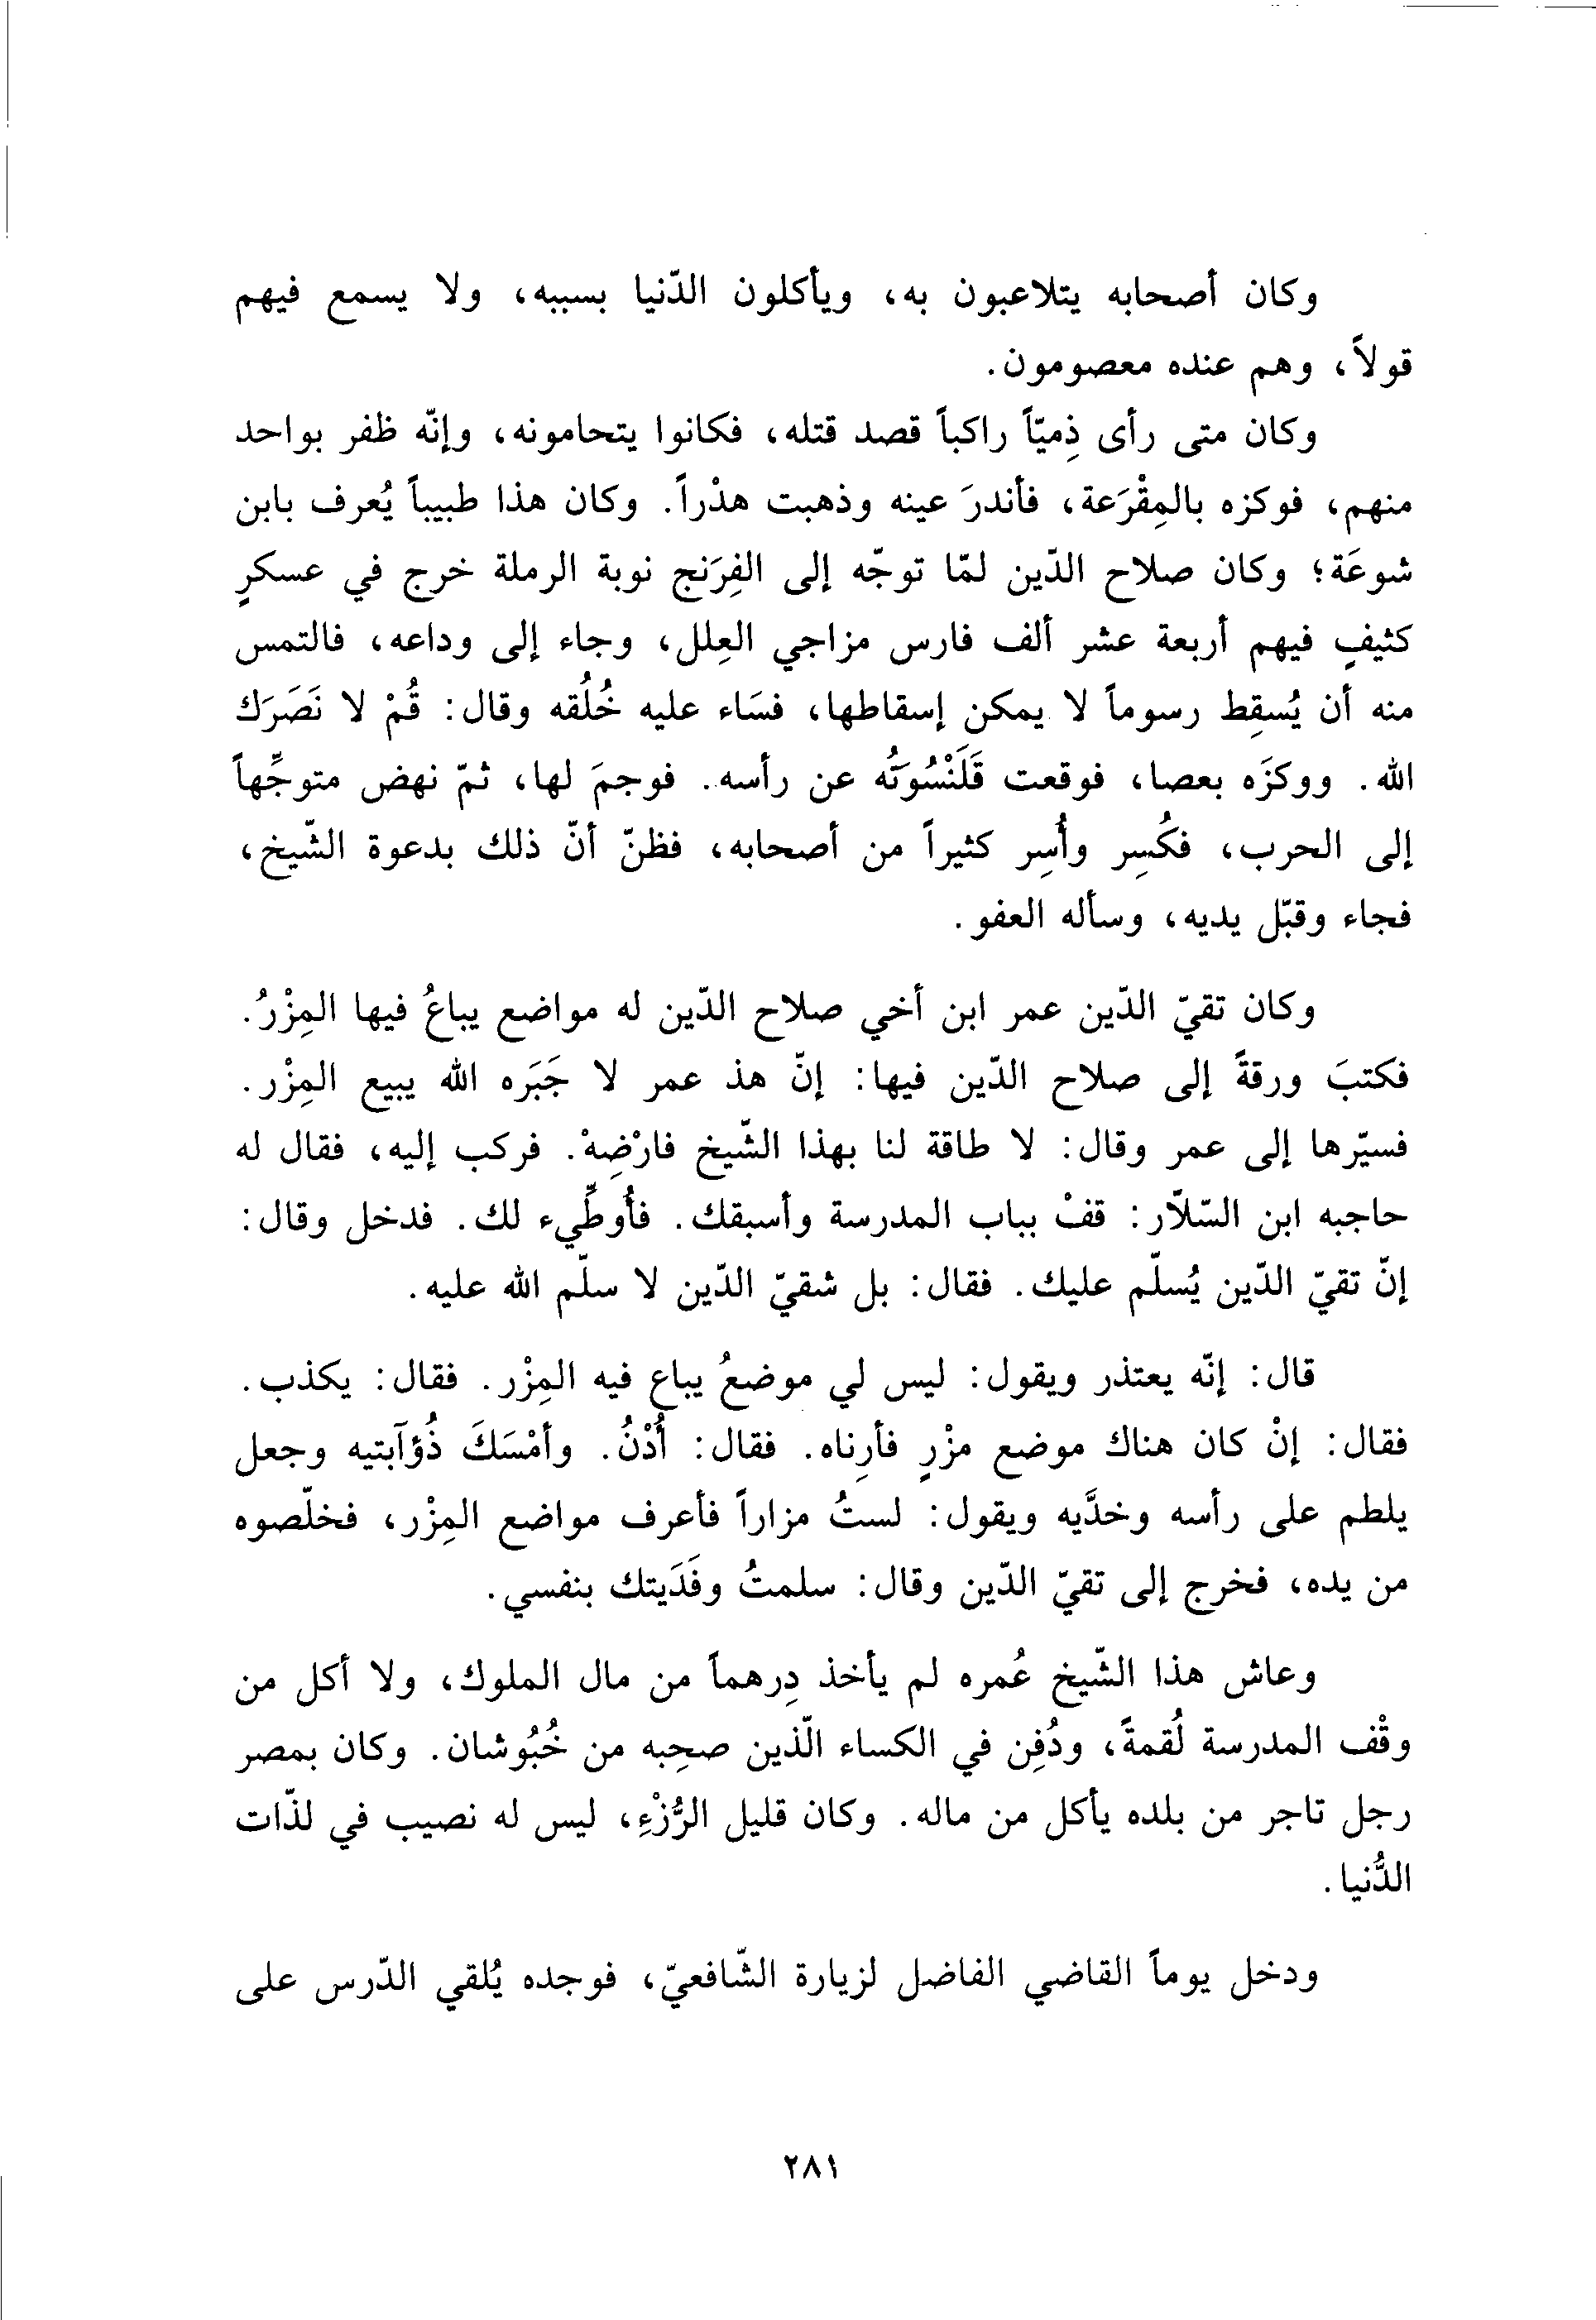 وكان أصحابه يتلاعبون به، ويأكلون الدّنيا بسببه، ولا يسمع فيهم
قولاً، وهم عنده معصومون.
وكان متى رأى ذِميّاً راكباً قصد قتله، فكانوا يتحامونه، وإنّه ظفر بواحد
منهم، فوكزه بالمِقْرَعة، فأندرَ عينه وذهبت هدْراً. وكان هذا طبيباً يُعرف بابن
شوعَة؛ وكان صلاح الدّين لمّا توجّه إلى الفِرَنج نوبة الرملة خرج في عسكرٍ
كثيفٍ فيهم أربعة عشر ألف فارس مزاجي العِلل، وجاء إلى وداعه، فالتمس
منه أن يُسقِط رسوماً لا يمكن إسقاطها، فسَاء عليه خُلُقه وقال: قُمْ لا نَصَرَك
الله. ووكزَه بعصا، فوقعت قَلَنْسُوَتُه عن رأسه. فوجمَ لها، ثمّ نهض متوجِّهاً
إلى الحرب، فكُسِر وأُسِر كثيراً من أصحابه، فظنّ أنّ ذلك بدعوة الشّيخ،
فجاء وقبّل يديه، وسأله العفو.
وكان تقيّ الدّين عمر ابن أخي صلاح الدّين له مواضع يباعُ فيها المِزْرُ.
فكتبَ ورقةً إلى صلاح الدّين فيها: إنّ هذ عمر لا جَبَره الله يبيع المِزْر.
فسيّرها إلى عمر وقال: لا طاقة لنا بهذا الشّيخ فارْضِهْ. فركب إليه، فقال له
حاجبه ابن السّلاّر: قفْ بباب المدرسة وأسبقك. فأُوطِّيء لك. فدخل وقال:
إنّ تقيّ الدّين يُسلّم عليك. فقال: بل شقيّ الدّين لا سلّم الله عليه.
قال: إنّه يعتذر ويقول: ليس لي موضعُ يباع فيه المِزْر. فقال: يكذب.
فقال: إنْ كان هناك موضع مزْرٍ فأرِناه. فقال: أُدْنُ. وأمْسَكَ ذُؤآبتيه وجعل
يلطم على رأسه وخدَّيه ويقول: لستُ مزاراً فأعرف مواضع المِزْر، فخلّصوه
من يده، فخرج إلى تقيّ الدّين وقال: سلمتُ وفَدَيتك بنفسي.
وعاش هذا الشّيخ عُمره لم يأخذ دِرهماً من مال الملوك، ولا أكل من
وقْف المدرسة لُقمةً، ودُفِن في الكساء الّذين صحِبه من خُبُوشان. وكان بمصر
رجل تاجر من بلده يأكل من ماله. وكان قليل الرُّزْءِ، ليس له نصيب في لذّات
الدُّنيا.
ودخل يوماً القاضي الفاضل لزيارة الشّافعيّ، فوجده يُلقي الدّرس على
٢٨١